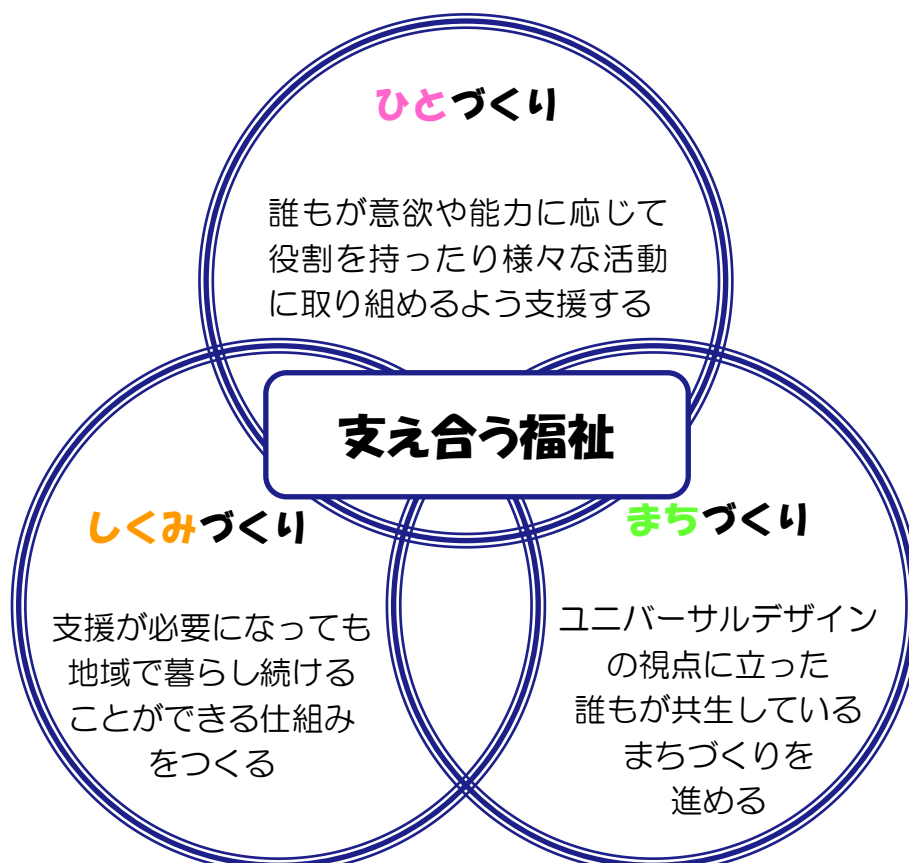 ひとづくり
誰もが意欲や能力に応じて
役割を持ったり様々な活動
に取り組めるよう支援する
支え合う福祉
しくみづくり
支援が必要になっても
地域で暮らし続ける
ことができる仕組み
をつくる
まちづくり
ユニバーサルデザイン
の視点に立った
誰もが共生している
まちづくりを
進める